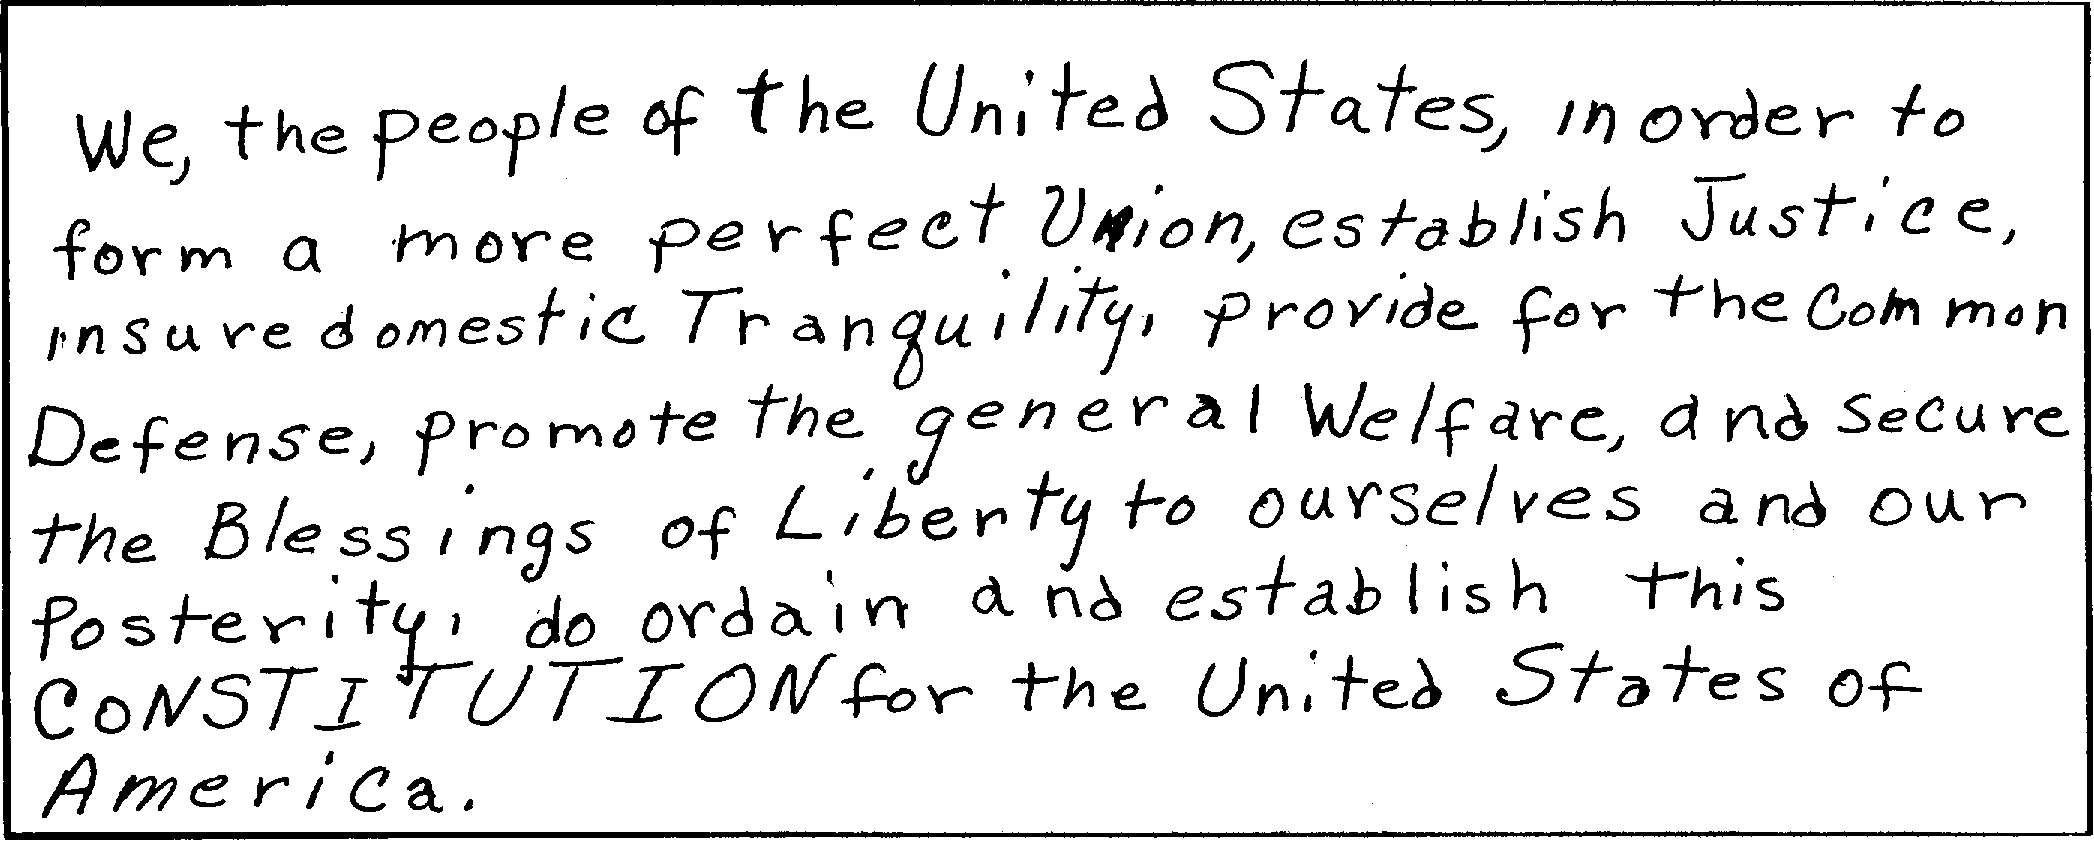 We, the people of the United States, in order to
form a more perfect Union, establish Justice,
insure domestic Tranquility, provide for the Common
Defense, promote the general Welfare, and secure
the Blessings of Liberty to ourselves and our
Posterity, do ordain and establish this
CONSTITUTION for the United States of
America.